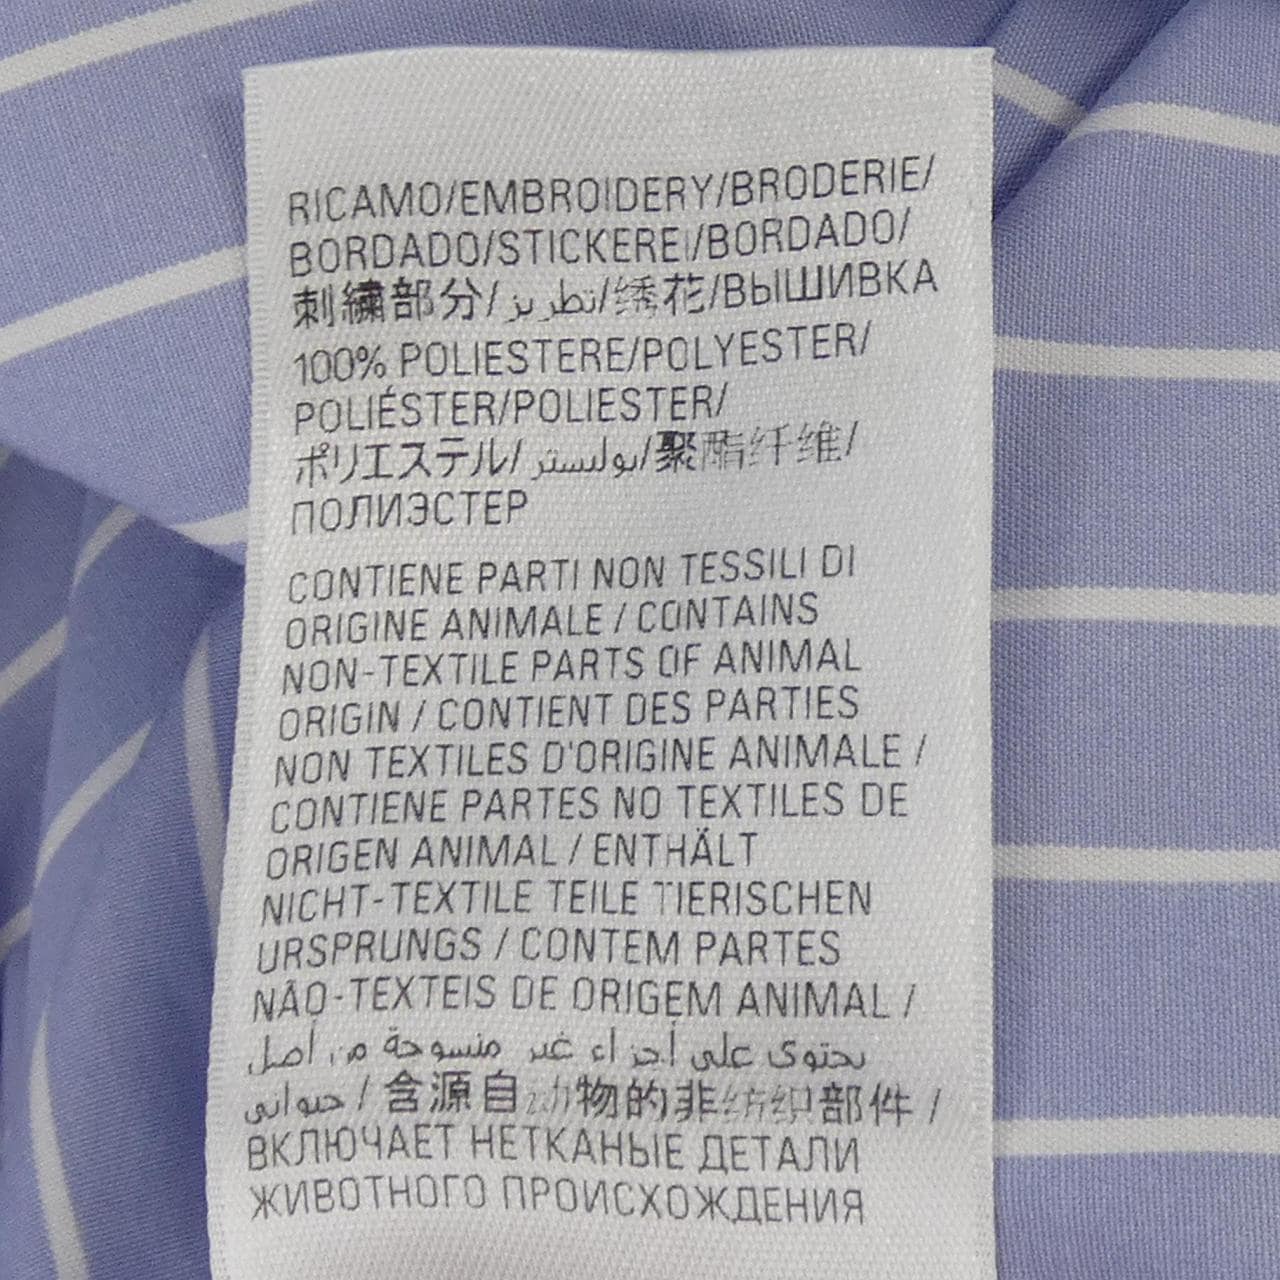 RICAMO/EMBROIDERY/BRODERIE/
BORDADO/STICKEREI/BORDADO/
刺繍部分/تطريز/绣花/ВЫШИВКА
100% POLIESTERE/POLYESTER/
POLIÉSTER/POLIESTER/
ポリエステル/بوليستر/聚酯纤维/
ПОЛИЭСТЕР
CONTIENE PARTI NON TESSILI DI
ORIGINE ANIMALE / CONTAINS
NON-TEXTILE PARTS OF ANIMAL
ORIGIN / CONTIENT DES PARTIES
NON TEXTILES D'ORIGINE ANIMALE /
CONTIENE PARTES NO TEXTILES DE
ORIGEN ANIMAL / ENTHÄLT
NICHT-TEXTILE TEILE TIERISCHEN
URSPRUNGS / CONTEM PARTES
NÃO-TEXTEIS DE ORIGEM ANIMAL /
يحتوى على أجزاء غير منسوجة من أصل
حيوانى / 含源自动物的非纺织部件 /
ВКЛЮЧАЕТ НЕТКАНЫЕ ДЕТАЛИ
ЖИВОТНОГО ПРОИСХОЖДЕНИЯ